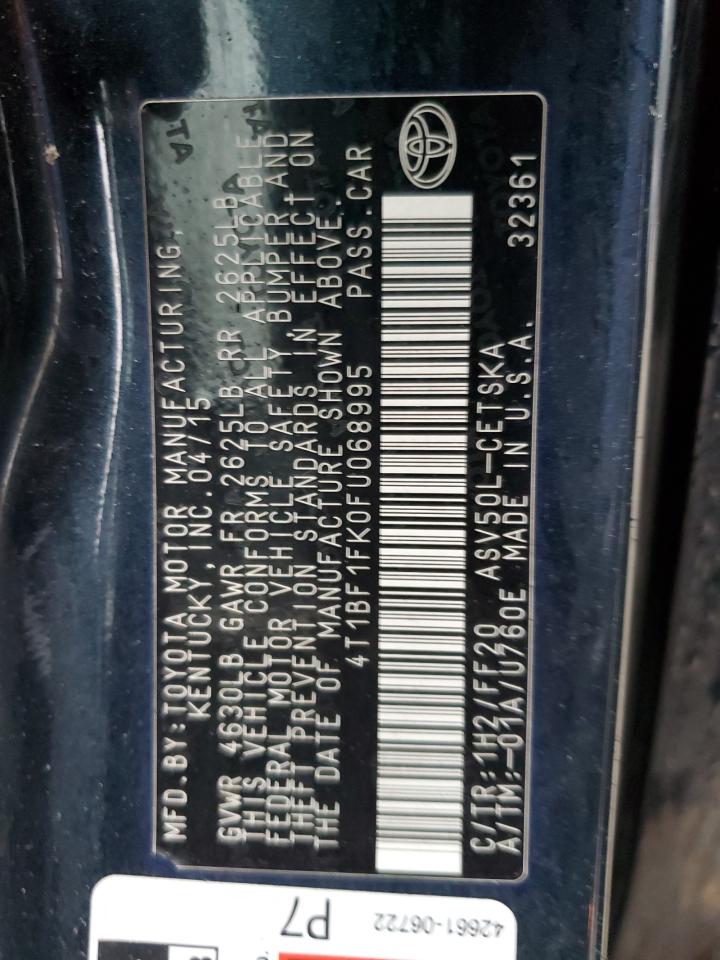 MFD.BY:TOYOTA MOTOR MANUFACTURING,
KENTUCKY,INC.04/15
GVWR 4630LB GAWR FR 2625LB RR 2625LB
THIS VEHICLE CONFORMS TO ALL APPLICABLE
FEDERAL MOTOR VEHICLE SAFETY, BUMPER AND
THEFT PREVENTION STANDARDS IN EFFECT ON
THE DATE OF MANUFACTURE SHOWN ABOVE.
4T1BF1FK0FU068995 PASS.CAR
C/TR:1H2/FF20 ASV50L-CETSKA 32361
A/TM:-01A/U760E MADE IN U.S.A.
P7
42661-06722